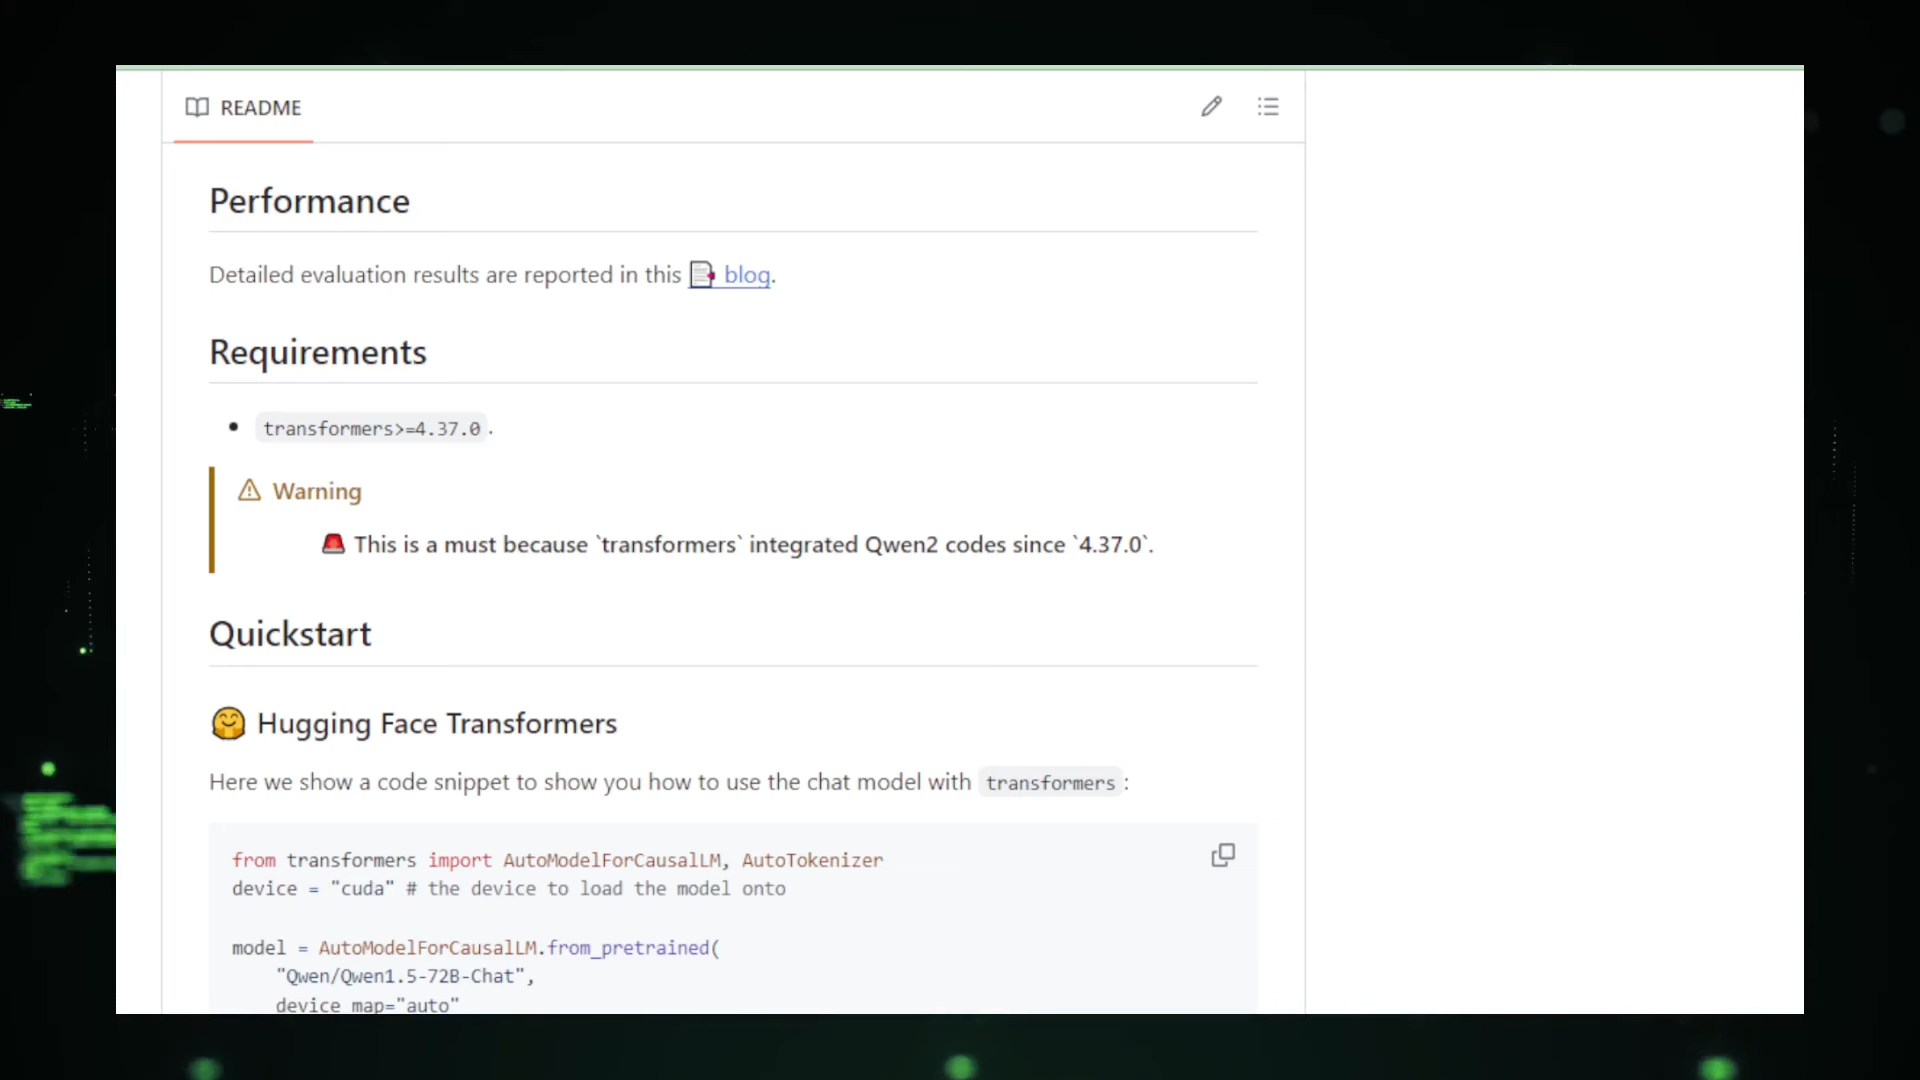 README
Performance
Detailed evaluation results are reported in this 📑 blog.
Requirements
transformers>=4.37.0.
Warning
🚨 This is a must because `transformers` integrated Qwen2 codes since `4.37.0`.
Quickstart
🤗 Hugging Face Transformers
Here we show a code snippet to show you how to use the chat model with transformers:
from transformers import AutoModelForCausalLM, AutoTokenizer
device = "cuda" # the device to load the model onto
model = AutoModelForCausalLM.from_pretrained(
"Qwen/Qwen1.5-72B-Chat",
device_map="auto"